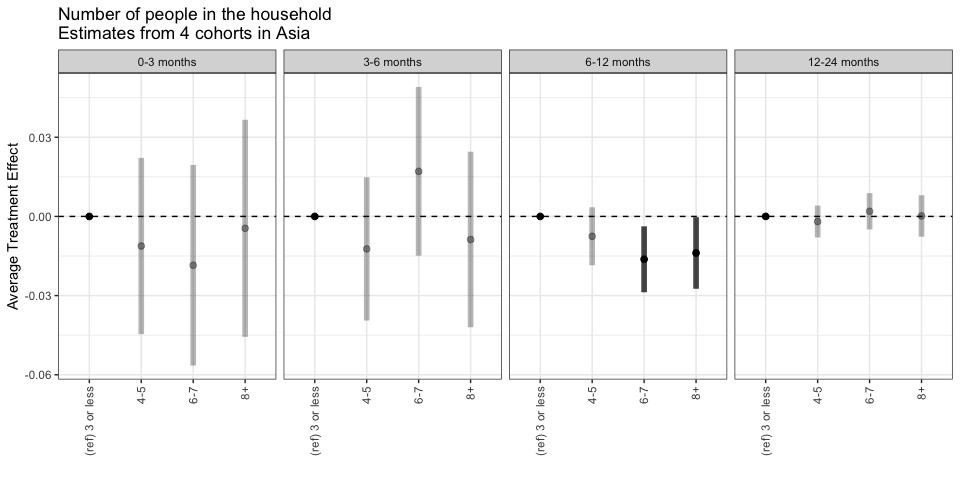 Number of people in the household
Estimates from 4 cohorts in Asia
0-3 months
3-6 months
6-12 months
12-24 months
Average Treatment Effect
0.03
0.00
-0.03
-0.06
(ref) 3 or less
4-5
6-7
8+
(ref) 3 or less
4-5
6-7
8+
(ref) 3 or less
4-5
6-7
8+
(ref) 3 or less
4-5
6-7
8+